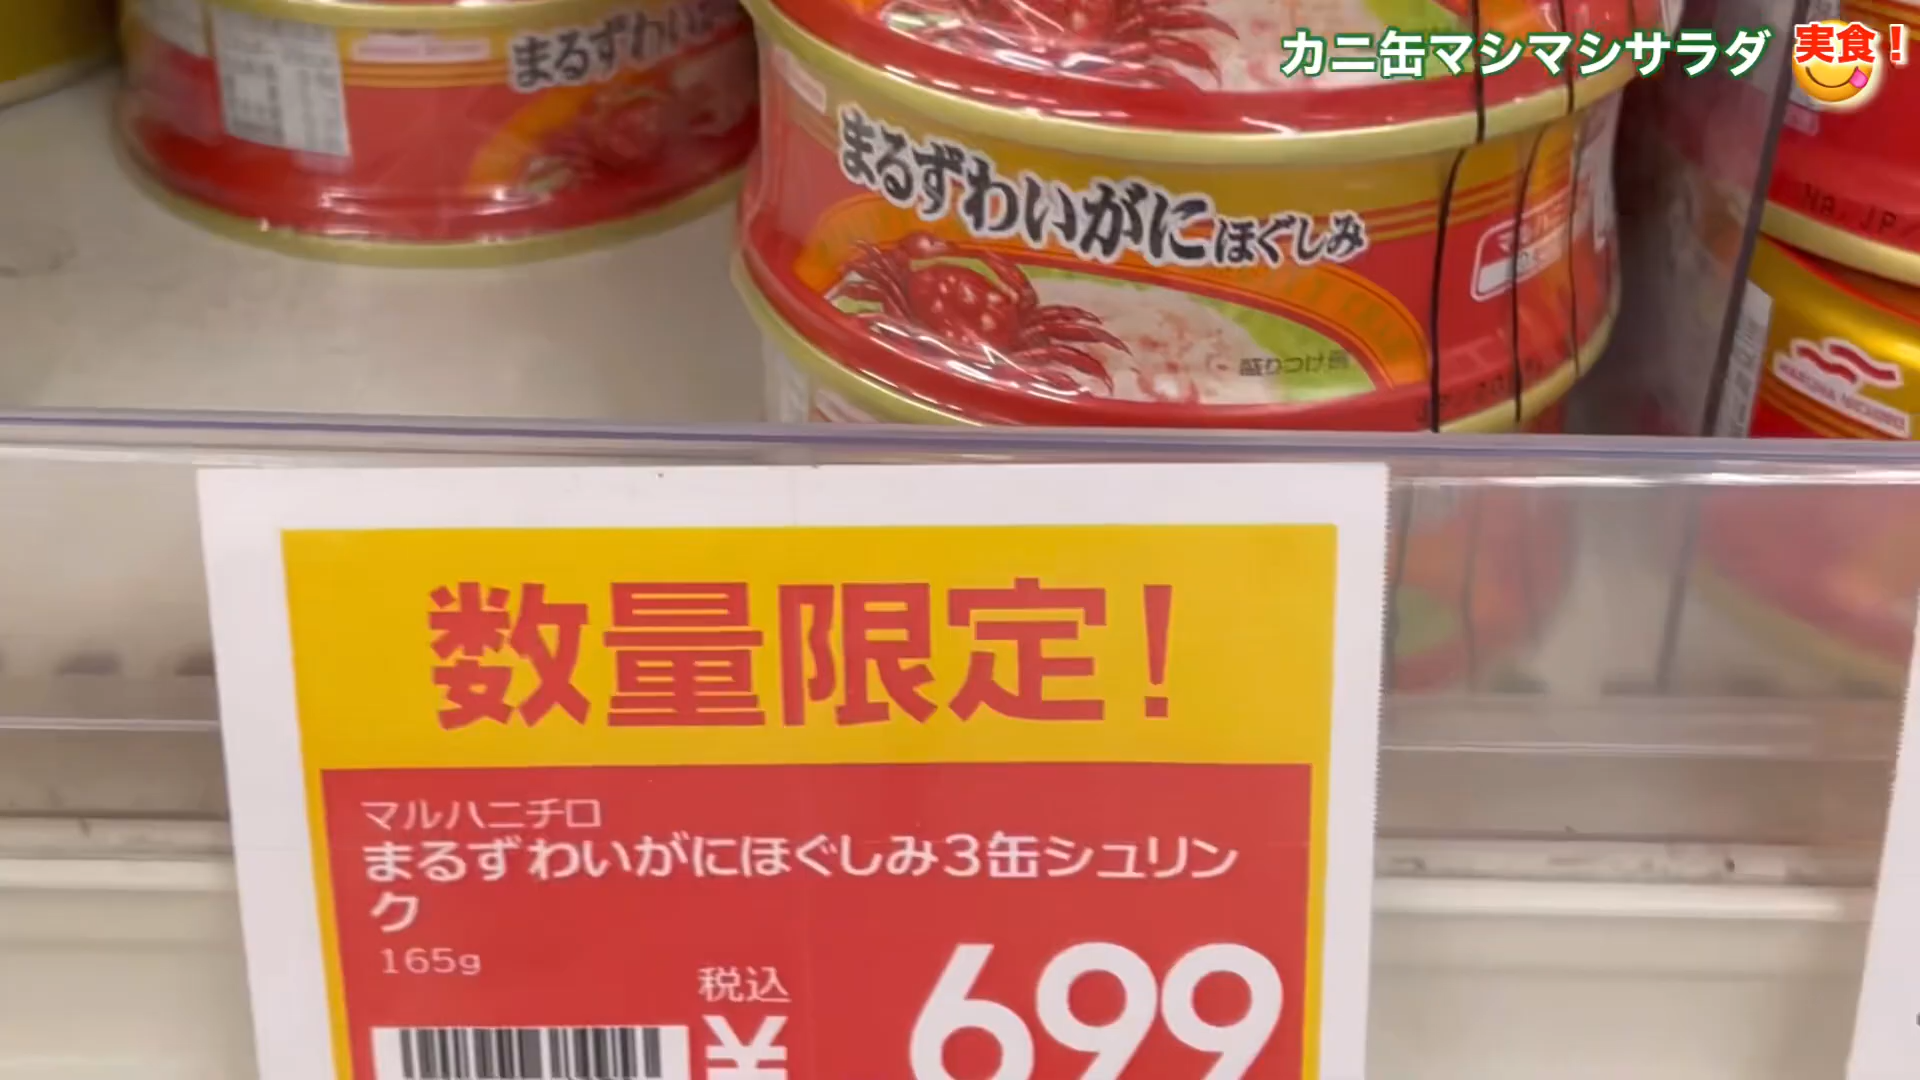 カニ缶マシマシサラダ 実食！
まるずわい
まるずわいがにほぐしみ
盛りつけ例
数量限定！
マルハニチロ
まるずわいがにほぐしみ3缶シュリン
ク
165g
税込
¥ 699